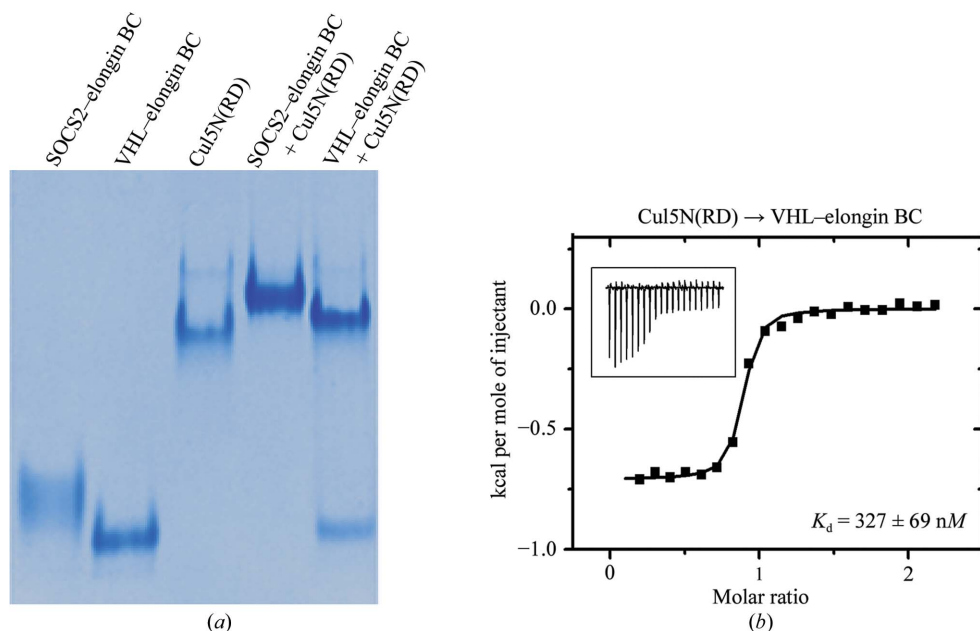 SOCS2–elongin BC
VHL–elongin BC
Cul5N(RD)
SOCS2–elongin BC
+ Cul5N(RD)
VHL–elongin BC
+ Cul5N(RD)
(a)
Cul5N(RD) → VHL–elongin BC
kcal per mole of injectant
0.0
−0.5
−1.0
Kd = 327 ± 69 nM
0 1 2
Molar ratio
(b)